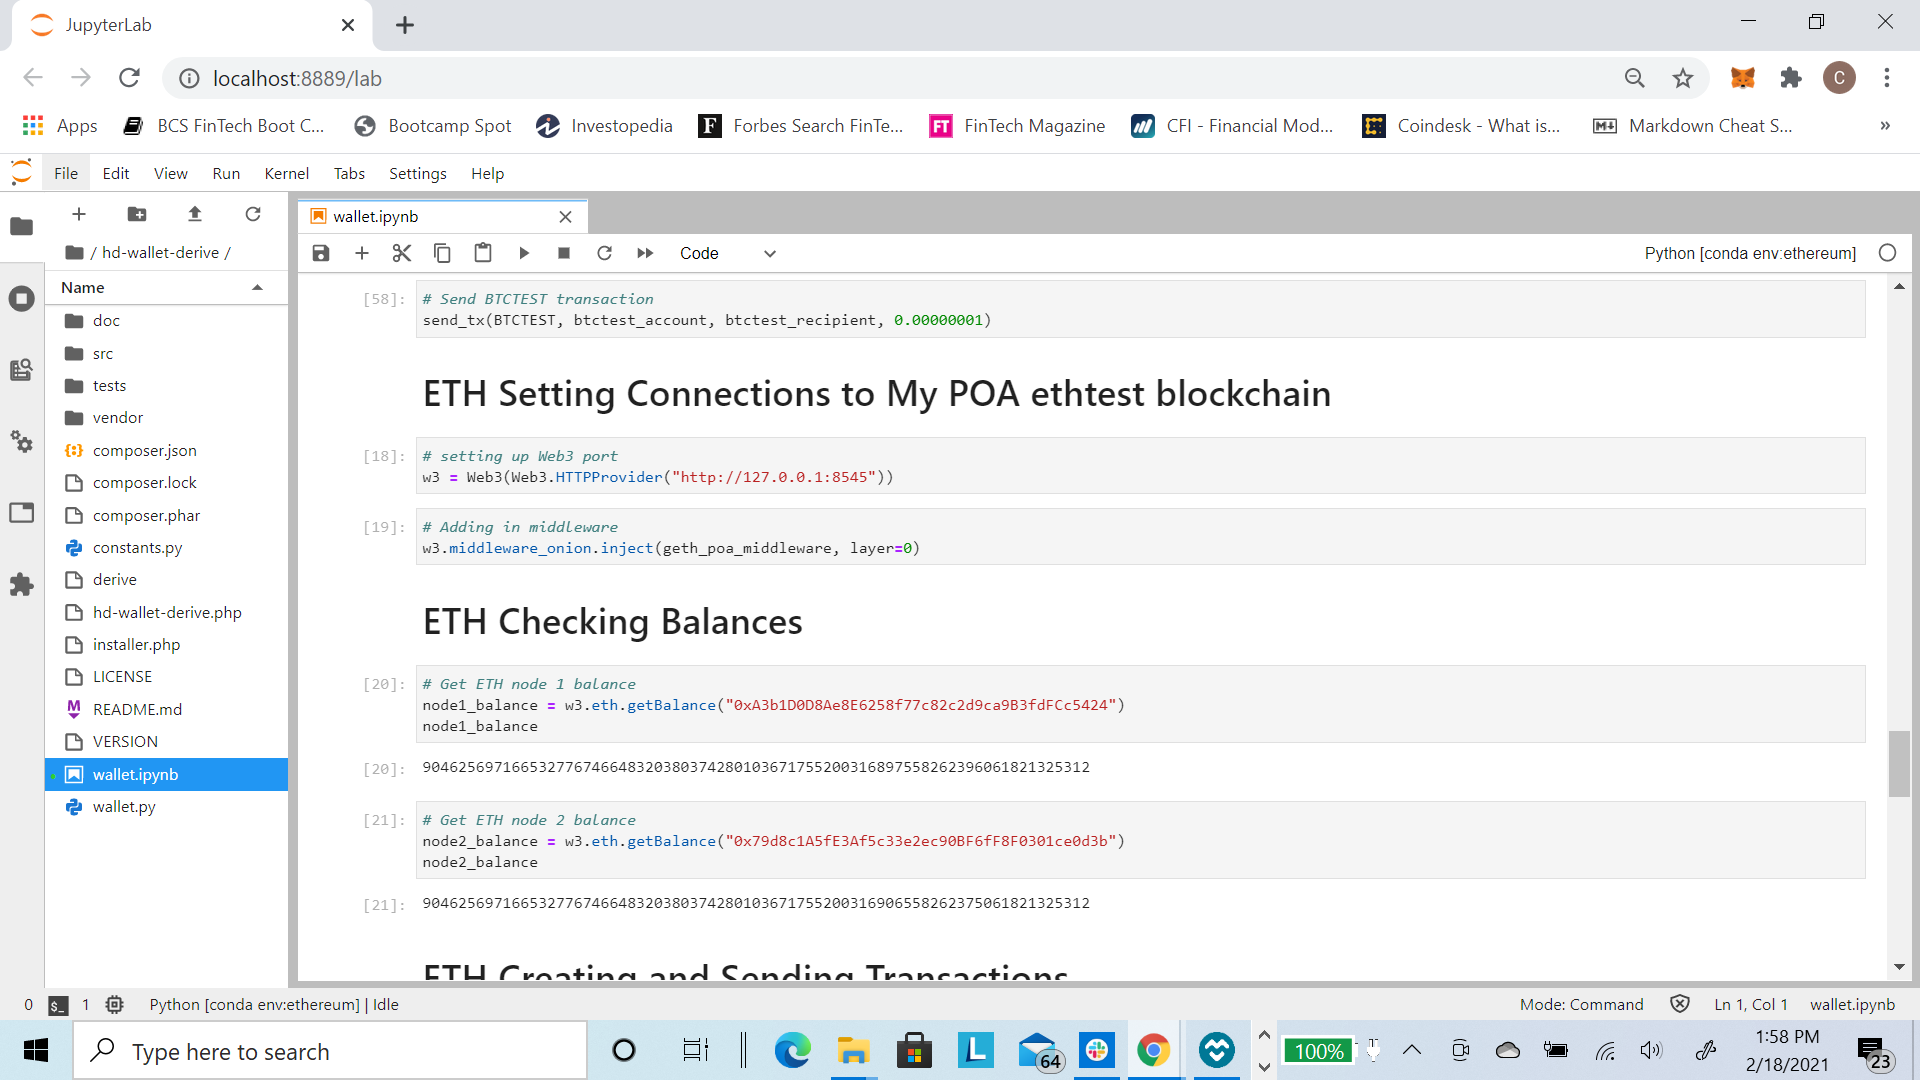 JupyterLab
localhost:8889/lab
C
Apps
BCS FinTech Boot C...
Bootcamp Spot
Investopedia
F
Forbes Search FinTe...
FT
FinTech Magazine
CFI - Financial Mod...
Coindesk - What is...
Markdown Cheat S...
»
File Edit View Run Kernel Tabs Settings Help
wallet.ipynb
Code
Python [conda env:ethereum]
/ hd-wallet-derive /
Name
doc
src
tests
vendor
composer.json
composer.lock
composer.phar
constants.py
derive
hd-wallet-derive.php
installer.php
LICENSE
README.md
VERSION
wallet.ipynb
wallet.py
[58]:
# Send BTCTEST transaction
send_tx(BTCTEST, btctest_account, btctest_recipient, 0.00000001)
ETH Setting Connections to My POA ethtest blockchain
[18]:
# setting up Web3 port
w3 = Web3(Web3.HTTPProvider("http://127.0.0.1:8545"))
[19]:
# Adding in middleware
w3.middleware_onion.inject(geth_poa_middleware, layer=0)
ETH Checking Balances
[20]:
# Get ETH node 1 balance
node1_balance = w3.eth.getBalance("0xA3b1D0D8Ae8E6258f77c82c2d9ca9B3fdFCc5424")
node1_balance
[20]:
904625697166532776746648320380374280103671755200316897558262396061821325312
[21]:
# Get ETH node 2 balance
node2_balance = w3.eth.getBalance("0x79d8c1A5fE3Af5c33e2ec90BF6fF8F0301ce0d3b")
node2_balance
[21]:
904625697166532776746648320380374280103671755200316906558262375061821325312
ETH Creating and Sending Transactions
0
$_
1
Python [conda env:ethereum] | Idle
Mode: Command
Ln 1, Col 1
wallet.ipynb
Type here to search
L
64
100%
1:58 PM
2/18/2021
23